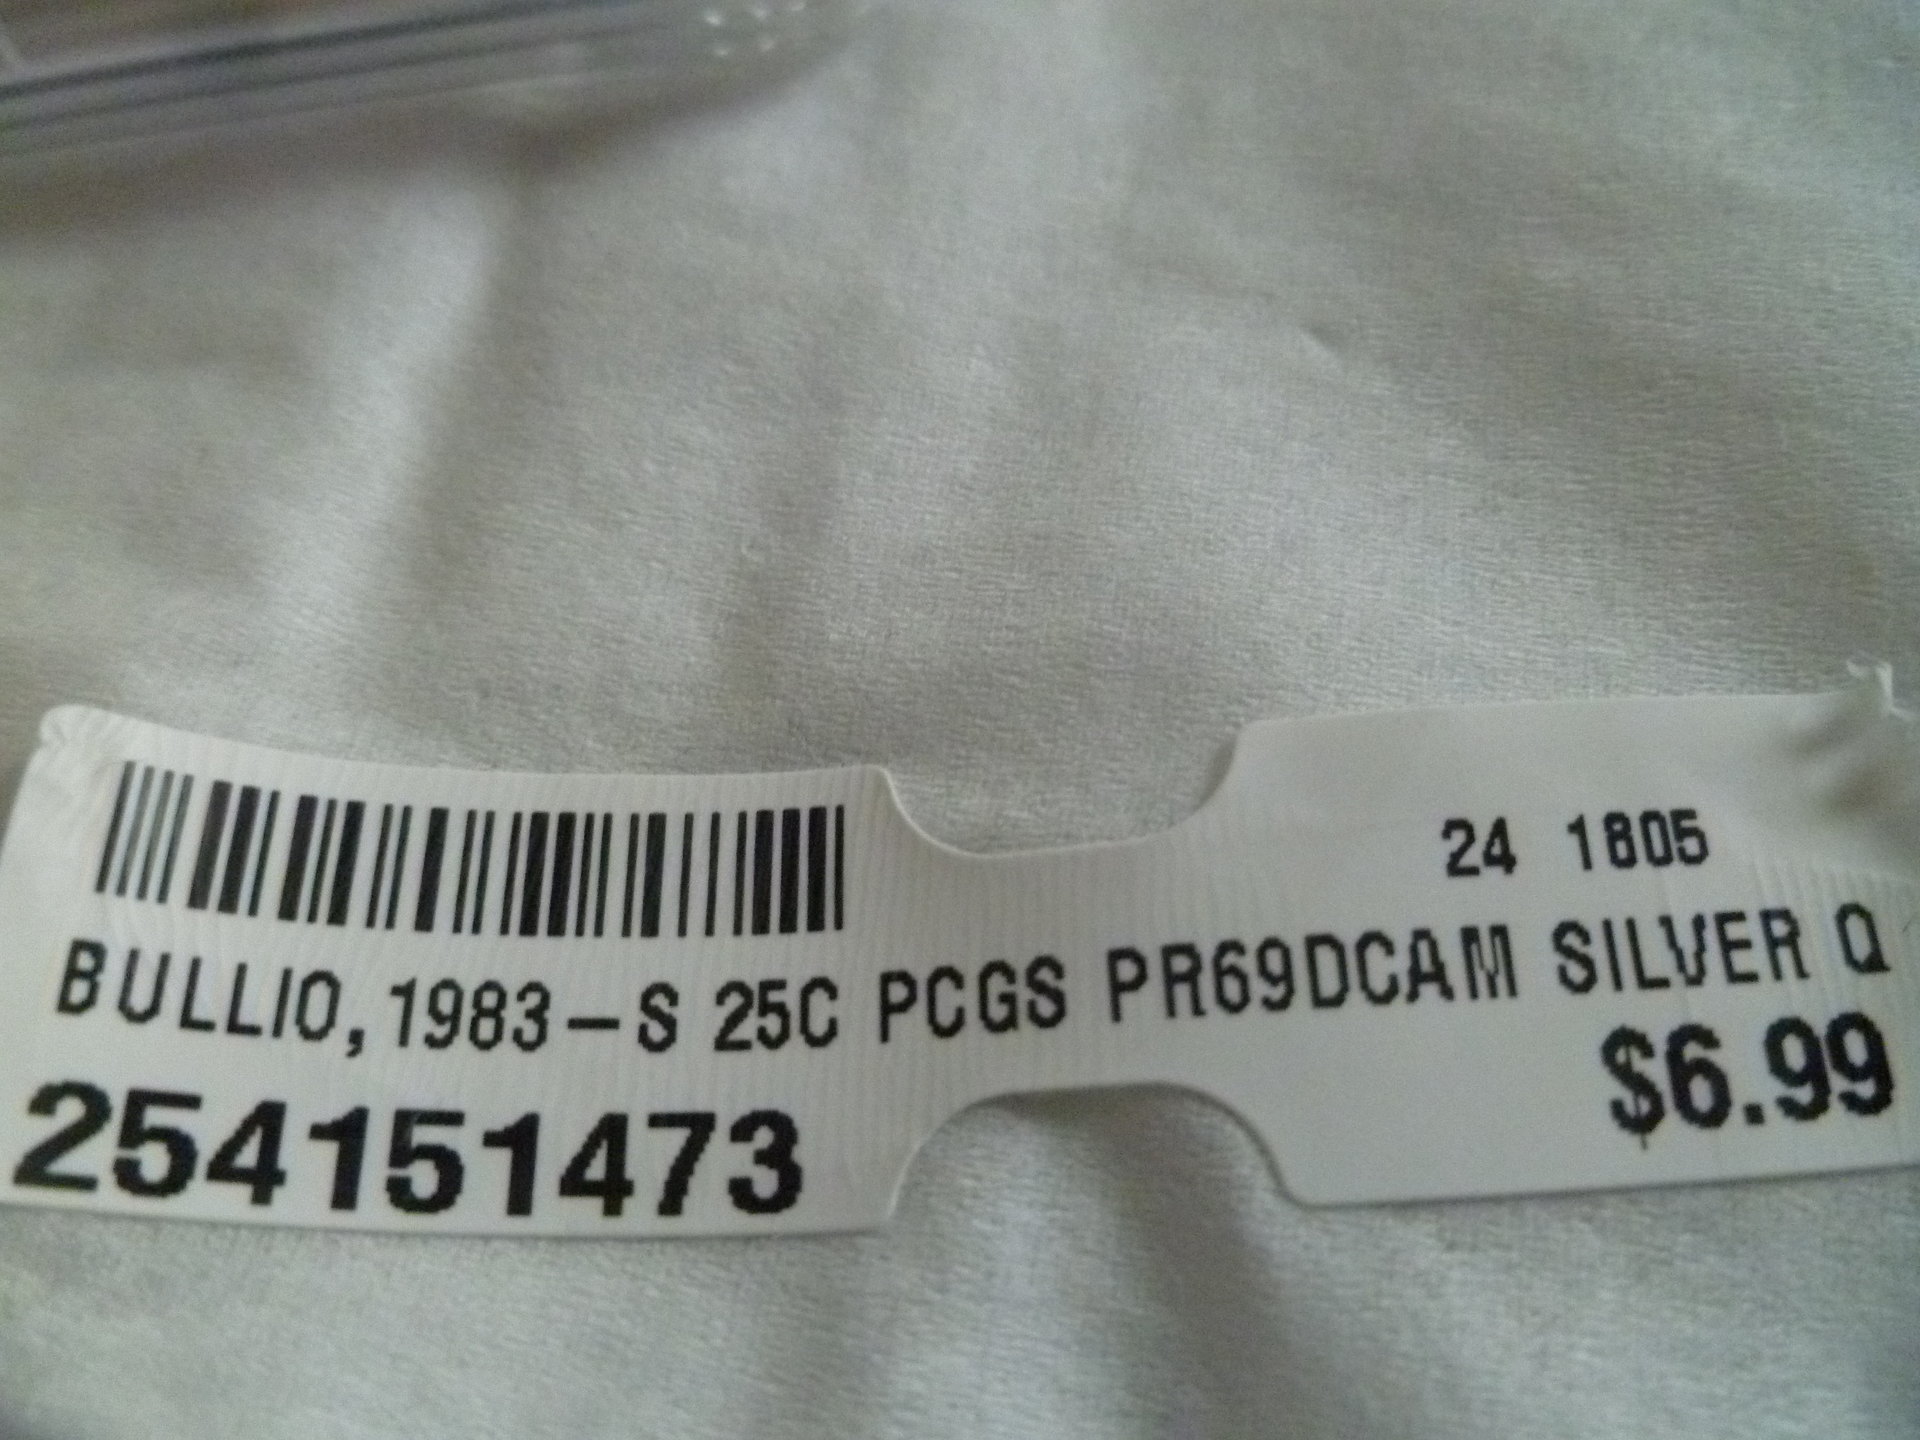 24 1805
BULLIO,1983-S 25C PCGS PR69DCAM SILVER Q
$6.99
254151473